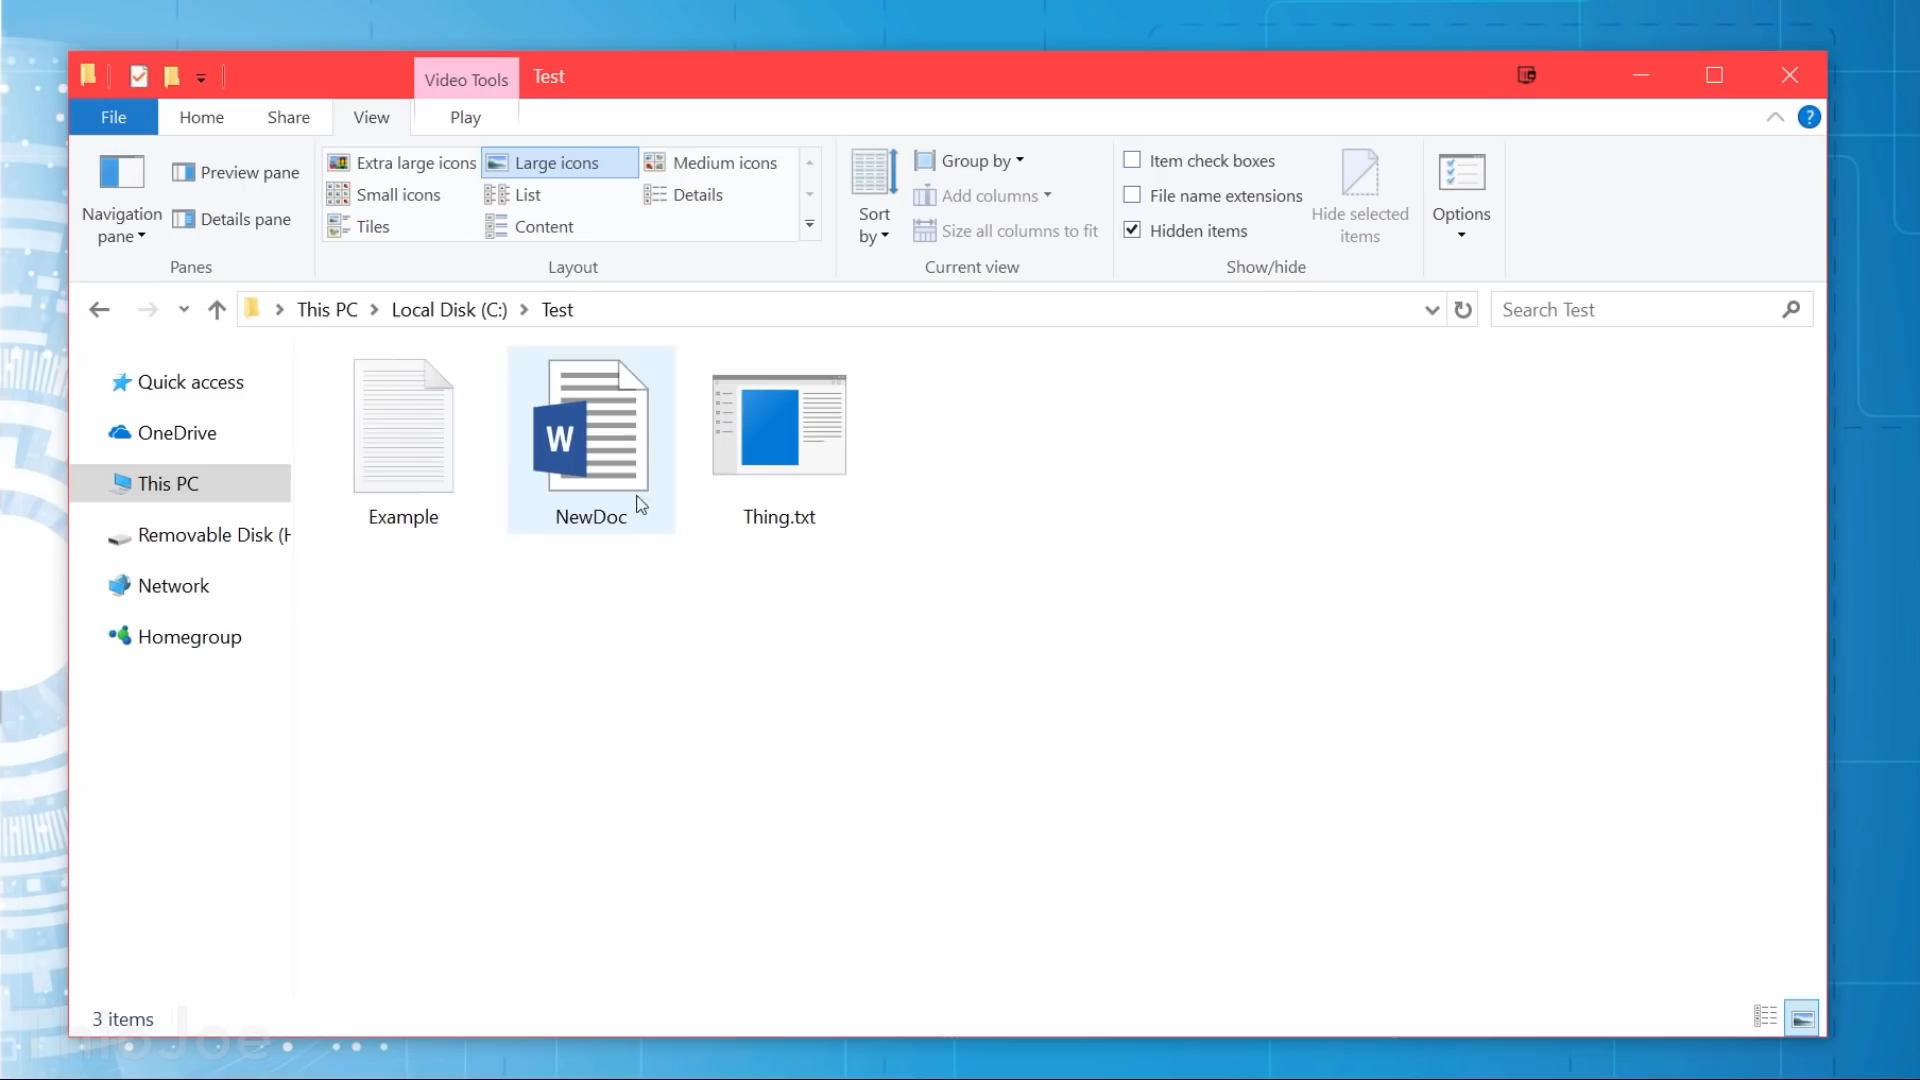 Video Tools Test
File Home Share View Play
Extra large icons Large icons Medium icons
Small icons List Details
Tiles Content
Navigation pane
Preview pane
Details pane
Sort by
Group by
Add columns
Size all columns to fit
Item check boxes
File name extensions
Hidden items
Hide selected items
Options
Panes Layout Current view Show/hide
This PC Local Disk (C:) Test Search Test
Quick access
OneDrive
This PC
Removable Disk (H
Network
Homegroup
Example NewDoc Thing.txt
W
3 items
ThioJoe